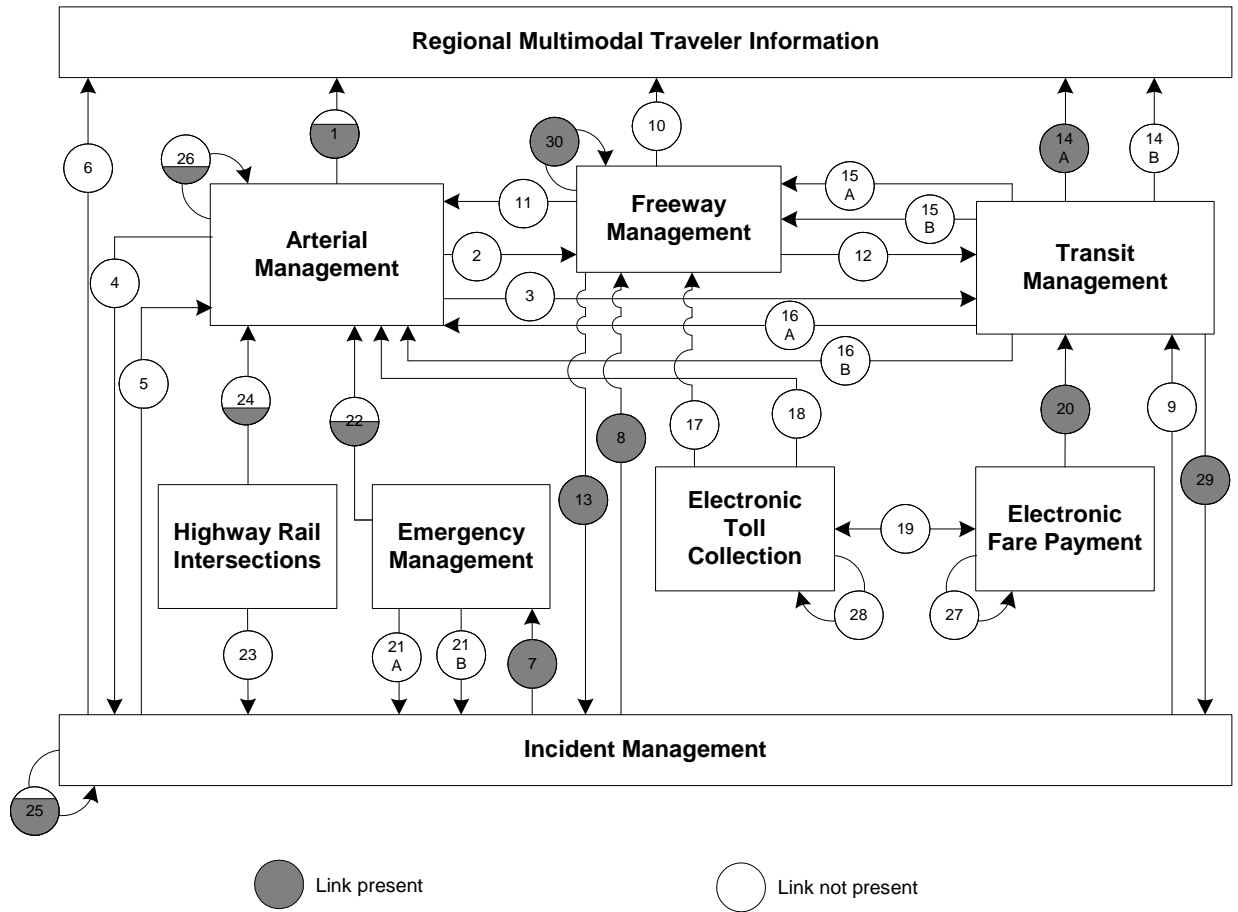 Regional Multimodal Traveler Information
1
10
30
14
A
14
B
6
26
15
A
11
Freeway
Management
15
B
Arterial
Management
2
12
Transit
Management
4
3
16
A
5
16
B
24
22
8
17
18
20
9
13
29
Highway Rail
Intersections
Emergency
Management
Electronic
Toll
Collection
19
Electronic
Fare Payment
28
27
23
21
A
21
B
7
Incident Management
25
Link present
Link not present